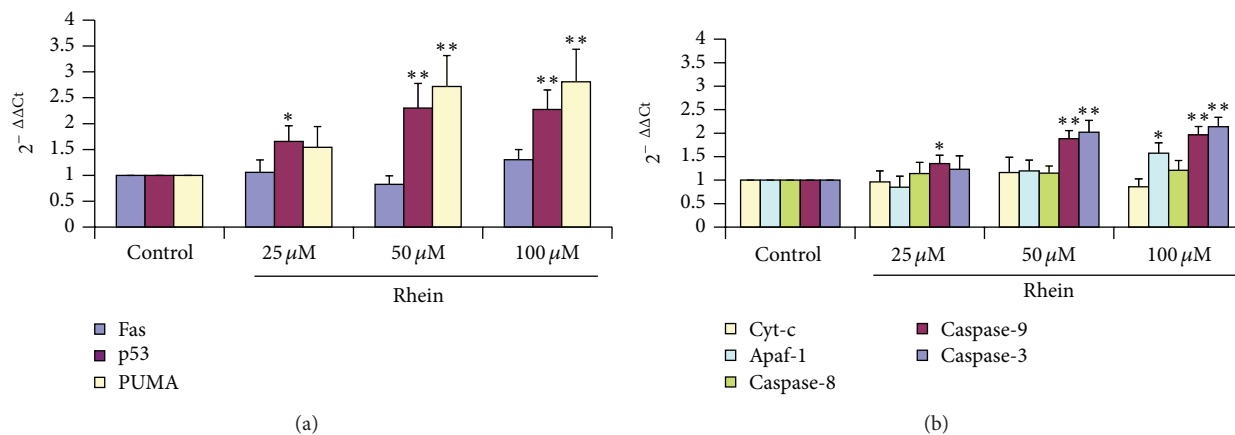 4
3.5
3
2.5
2
1.5
1
0.5
0
2^− ΔΔCt
* ** ** ** **
Control 25 μM 50 μM 100 μM
Rhein
Fas
p53
PUMA
(a)
4
3.5
3
2.5
2
1.5
1
0.5
0
2^− ΔΔCt
* ** ** * ** **
Control 25 μM 50 μM 100 μM
Rhein
Cyt-c
Apaf-1
Caspase-8
Caspase-9
Caspase-3
(b)